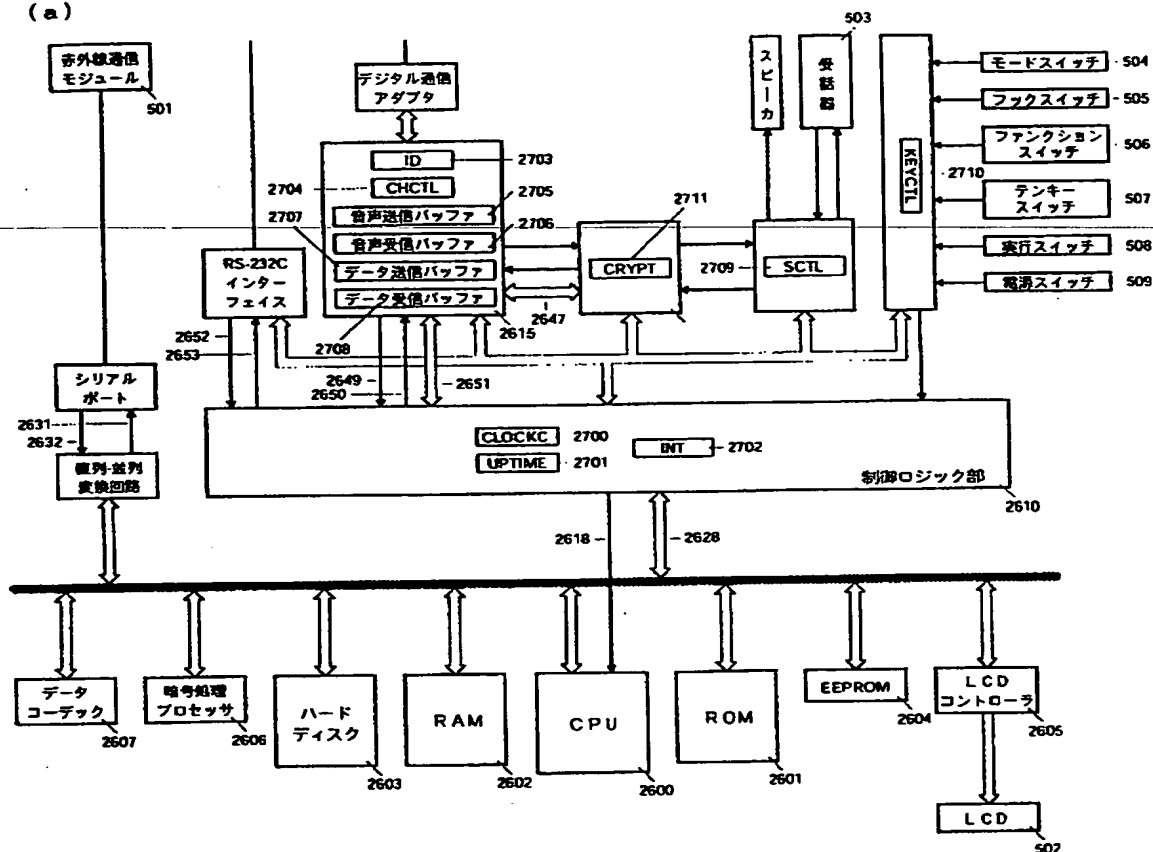 (a)
赤外線通信
モジュール
501
デジタル通信
アダプタ
スピーカ
受話器
503
モードスイッチ
504
フックスイッチ
505
ファンクション
スイッチ
506
テンキー
スイッチ
507
実行スイッチ
508
電源スイッチ
509
KEYCTL
2710
ID
2703
CHCTL
2704
音声送信バッファ
2705
音声受信バッファ
2706
データ送信バッファ
2707
データ受信バッファ
2708
2615
2647
CRYPT
2711
SCTL
2709
RS-232C
インター
フェイス
2652
2653
2649
2650
2651
シリアル
ポート
2631
2632
直列-並列
変換回路
CLOCKC
2700
UPTIME
2701
INT
2702
制御ロジック部
2610
2618
2628
データ
コーデック
2607
暗号処理
プロセッサ
2606
ハード
ディスク
2603
RAM
2602
CPU
2600
ROM
2601
EEPROM
2604
LCD
コントローラ
2605
LCD
502